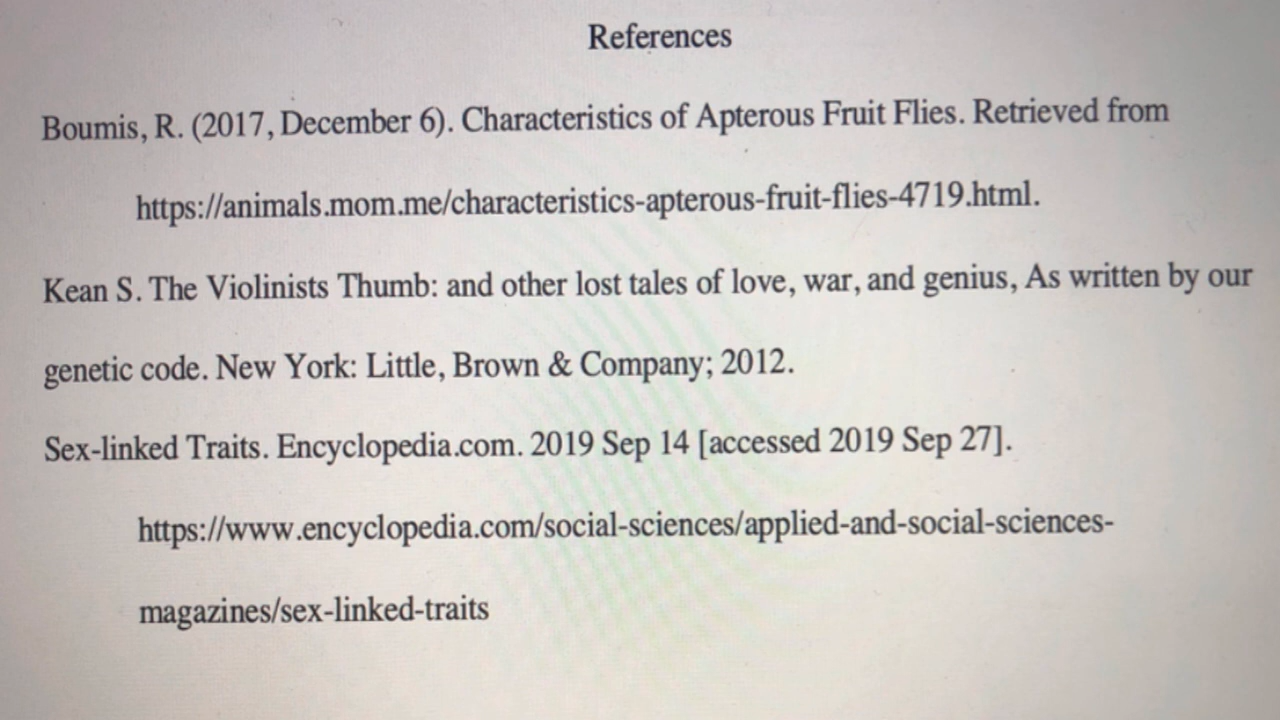 References
Boumis, R. (2017, December 6). Characteristics of Apterous Fruit Flies. Retrieved from
https://animals.mom.me/characteristics-apterous-fruit-flies-4719.html.
Kean S. The Violinists Thumb: and other lost tales of love, war, and genius, As written by our
genetic code. New York: Little, Brown & Company; 2012.
Sex-linked Traits. Encyclopedia.com. 2019 Sep 14 [accessed 2019 Sep 27].
https://www.encyclopedia.com/social-sciences/applied-and-social-sciences-
magazines/sex-linked-traits